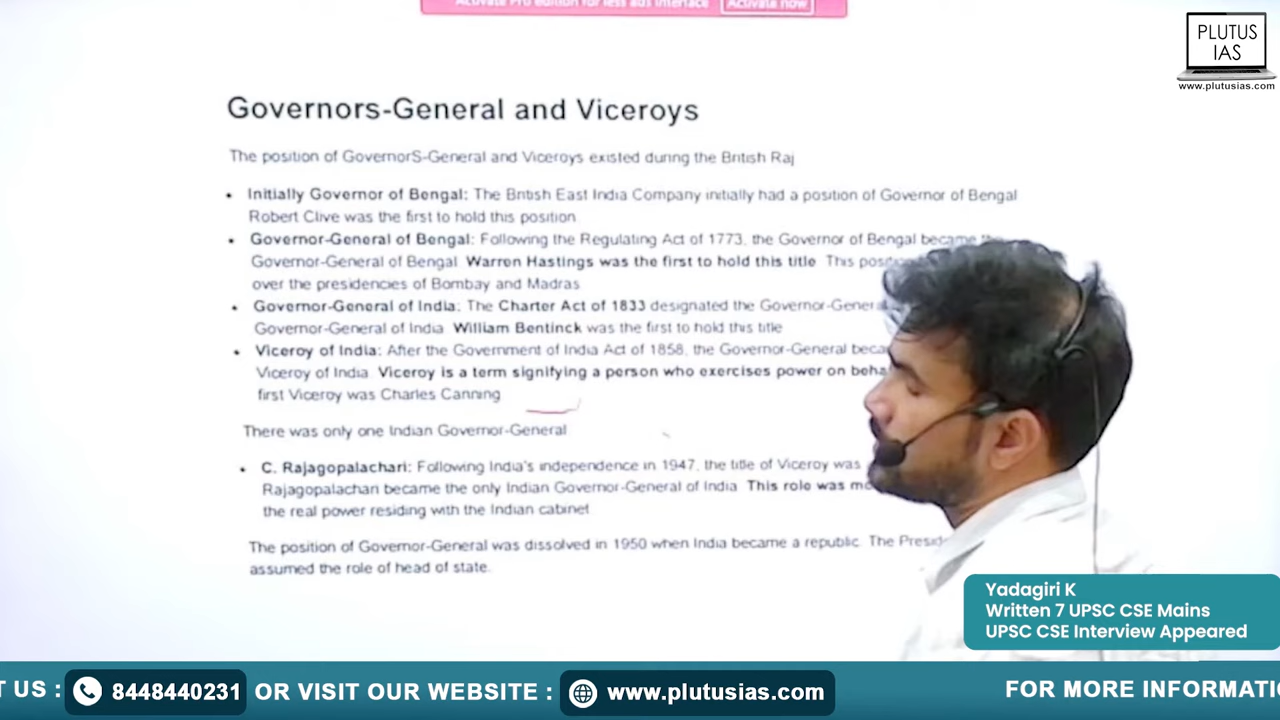 Activate Pro edition for less ads interface Activate now
PLUTUS
IAS
www.plutusias.com
Governors-General and Viceroys
The position of GovernorS-General and Viceroys existed during the British Raj
• Initially Governor of Bengal: The British East India Company initially had a position of Governor of Bengal
Robert Clive was the first to hold this position
• Governor-General of Bengal: Following the Regulating Act of 1773, the Governor of Bengal became the
Governor-General of Bengal. Warren Hastings was the first to hold this title. This
over the presidencies of Bombay and Madras
• Governor-General of India: The Charter Act of 1833 designated the
Governor-General of India. William Bentinck was the first to hold this title
• Viceroy of India: After the Government of India Act of 1858, the Governor-General
Viceroy of India. Viceroy is a term signifying a person who exercises power on
first Viceroy was Charles Canning
There was only one Indian Governor-General
• C. Rajagopalachari: Following India's independence in 1947, the title of Viceroy was
Rajagopalachari became the only Indian Governor-General of India. This role was
the real power residing with the Indian cabinet
The position of Governor-General was dissolved in 1950 when India became a republic. The
assumed the role of head of state.
Yadagiri K
Written 7 UPSC CSE Mains
UPSC CSE Interview Appeared
T US : 8448440231 OR VISIT OUR WEBSITE : www.plutusias.com FOR MORE